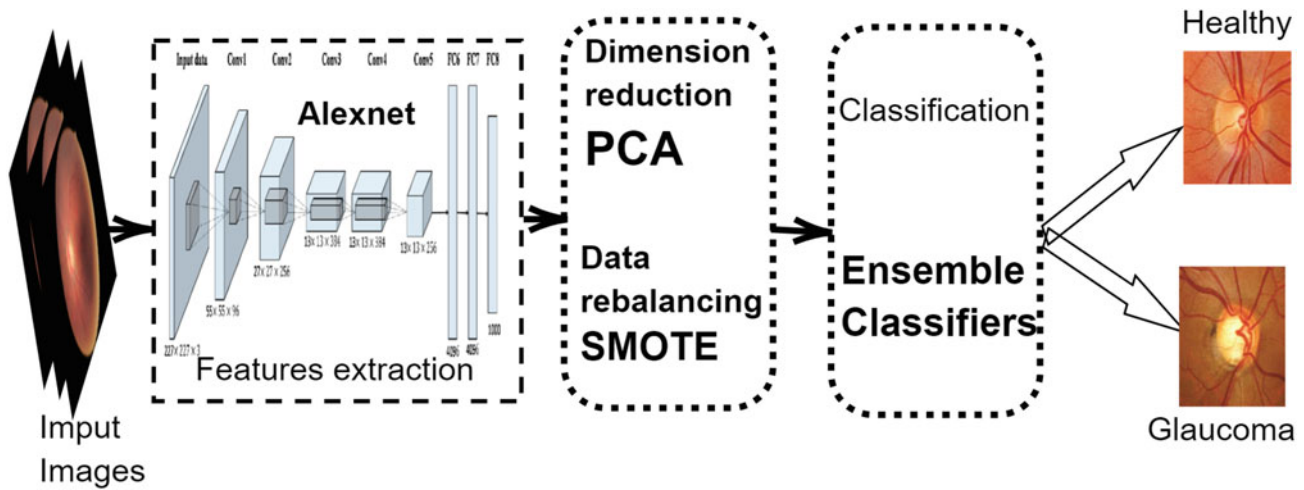 Imput
Images
Input data Conv1 Conv2 Conv3 Conv4 Conv5 FC6 FC7 FC8
Alexnet
227× 227 × 3
55× 55 × 96
27× 27 × 256
13× 13 × 384
13× 13 × 384
13× 13 × 256
4096
4096
1000
Features extraction
Dimension
reduction
PCA
Data
rebalancing
SMOTE
Classification
Ensemble
Classifiers
Healthy
Glaucoma